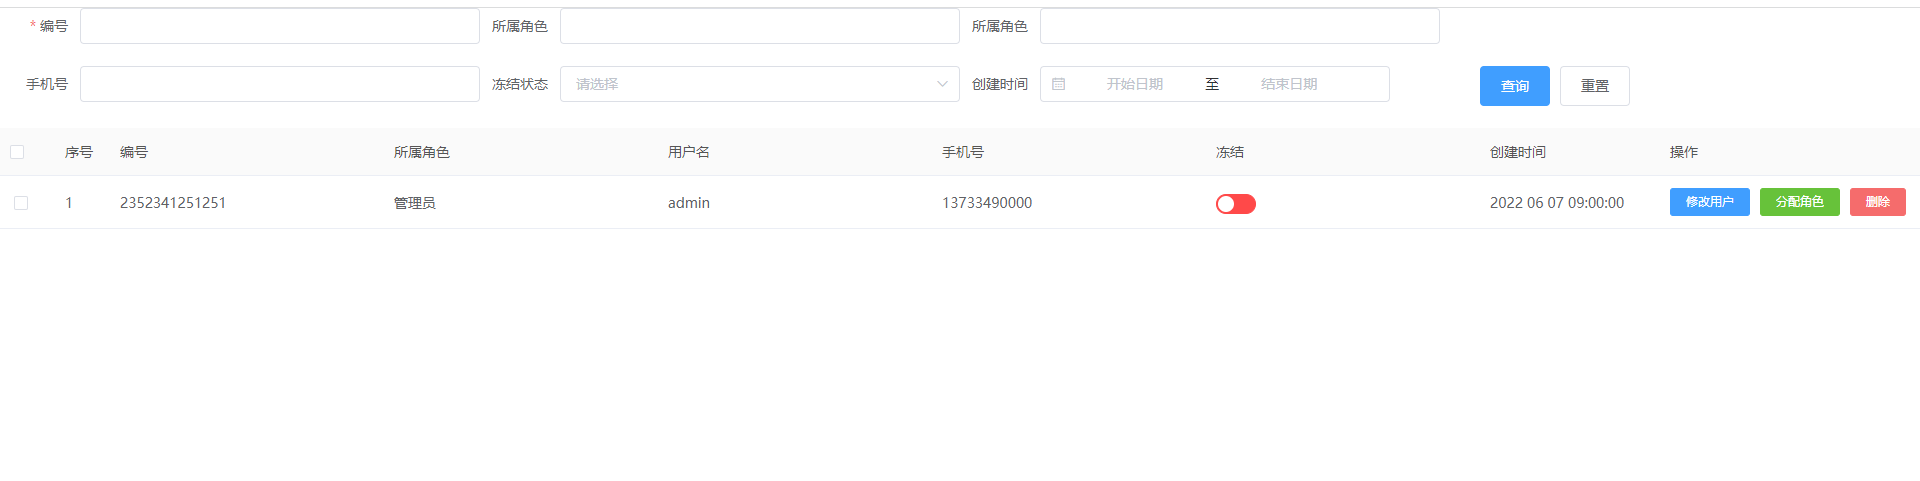 * 编号 所属角色 所属角色
手机号 冻结状态 请选择 创建时间 开始日期 至 结束日期 查询 重置
序号 编号 所属角色 用户名 手机号 冻结 创建时间 操作
1 2352341251251 管理员 admin 13733490000 2022 06 07 09:00:00 修改用户 分配角色 删除